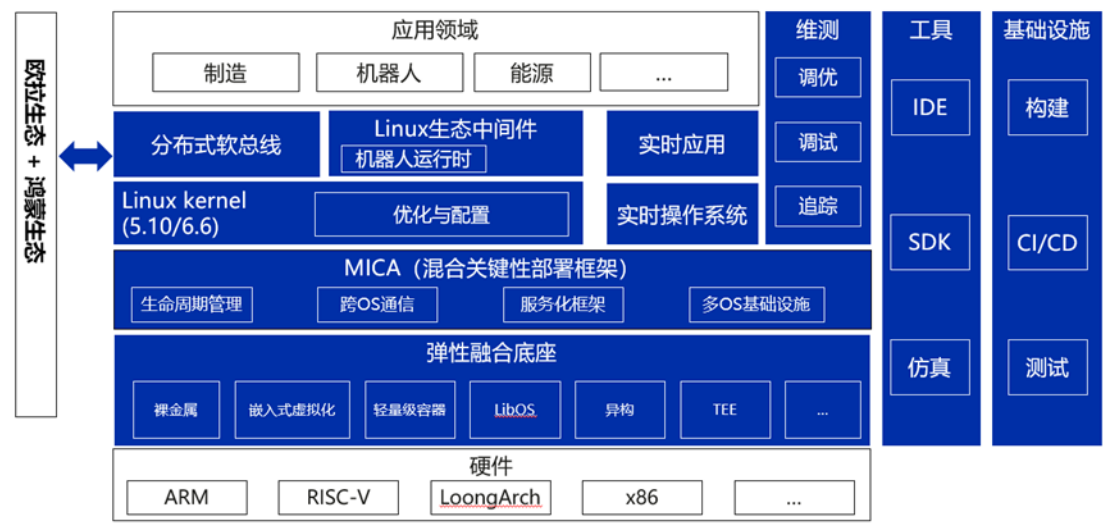 欧拉生态 + 鸿蒙生态
应用领域
制造
机器人
能源
...
分布式软总线
Linux生态中间件
机器人运行时
实时应用
Linux kernel
(5.10/6.6)
优化与配置
实时操作系统
维测
调优
调试
追踪
MICA（混合关键性部署框架）
生命周期管理
跨OS通信
服务化框架
多OS基础设施
弹性融合底座
裸金属
嵌入式虚拟化
轻量级容器
LibOS
异构
TEE
...
硬件
ARM
RISC-V
LoongArch
x86
...
工具
IDE
SDK
仿真
基础设施
构建
CI/CD
测试